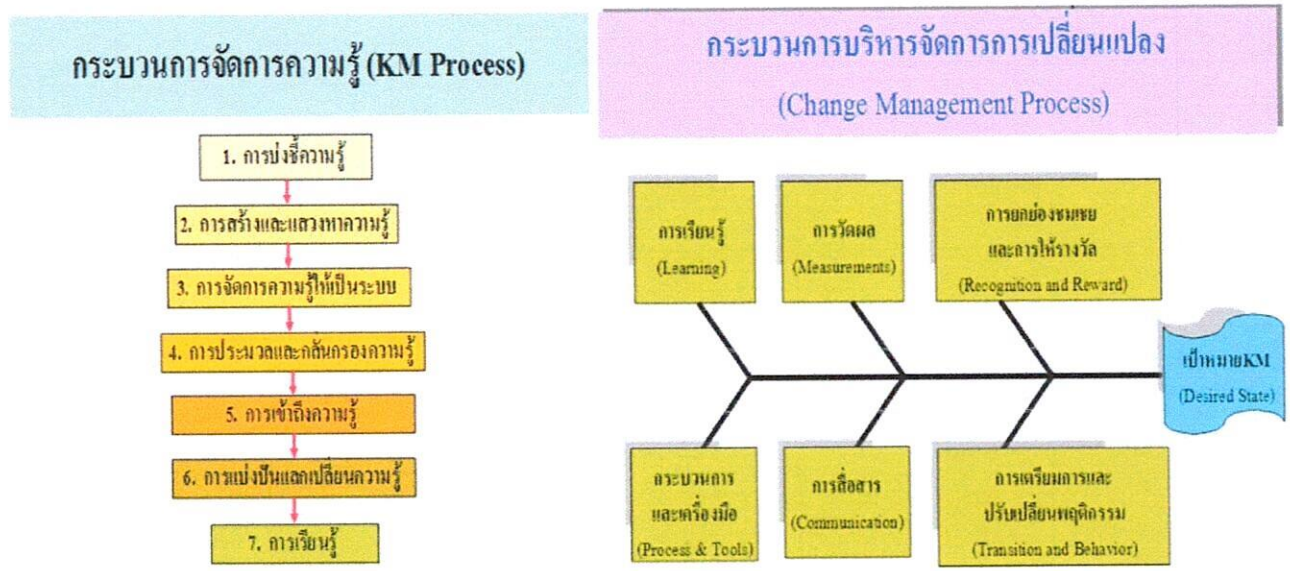 กระบวนการจัดการความรู้ (KM Process)
1. การบ่งชี้ความรู้
2. การสร้างและแสวงหาความรู้
3. การจัดการความรู้ให้เป็นระบบ
4. การประมวลและกลั่นกรองความรู้
5. การเข้าถึงความรู้
6. การแบ่งปันแลกเปลี่ยนความรู้
7. การเรียนรู้
กระบวนการบริหารจัดการการเปลี่ยนแปลง
(Change Management Process)
การเรียนรู้
(Learning)
การวัดผล
(Measurements)
การยกย่องชมเชย
และการให้รางวัล
(Recognition and Reward)
เป้าหมายKM
(Desired State)
กระบวนการ
และเครื่องมือ
(Process & Tools)
การสื่อสาร
(Communication)
การเตรียมการและ
ปรับเปลี่ยนพฤติกรรม
(Transition and Behavior)